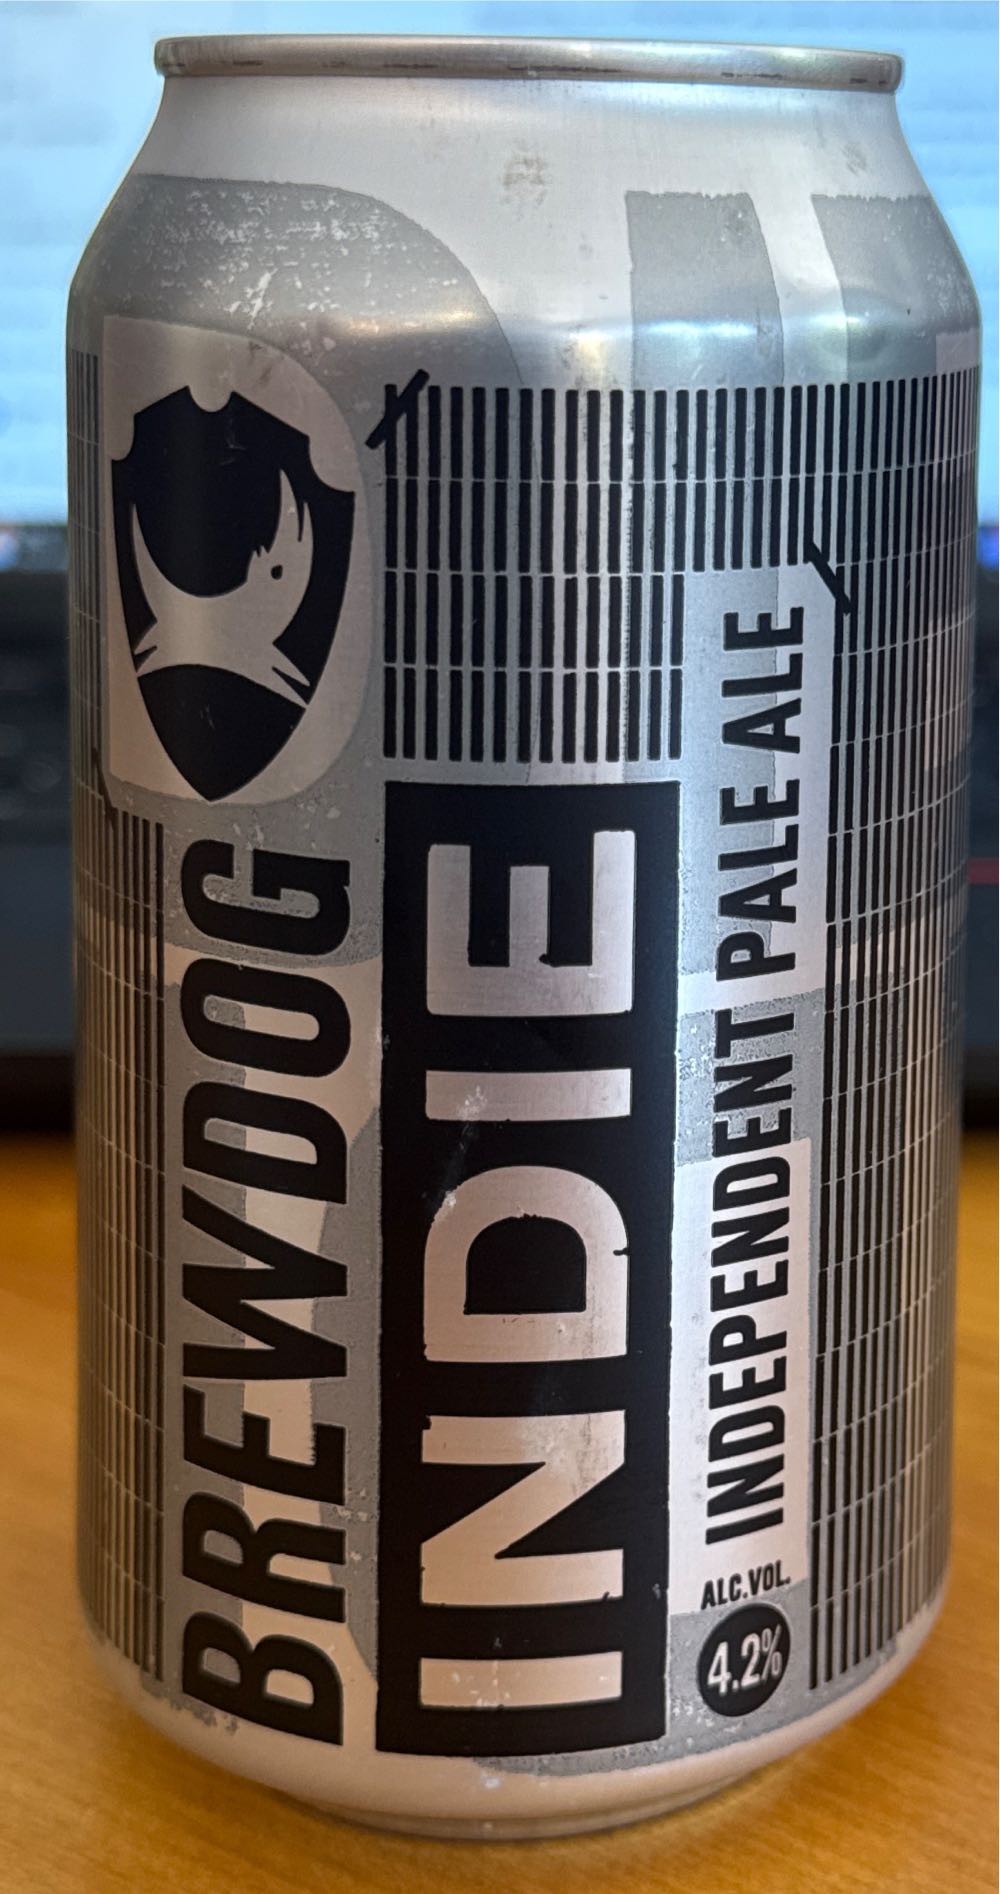 BREWDOG
INDIE
INDEPENDENT PALE ALE
ALC.VOL.
4.2%